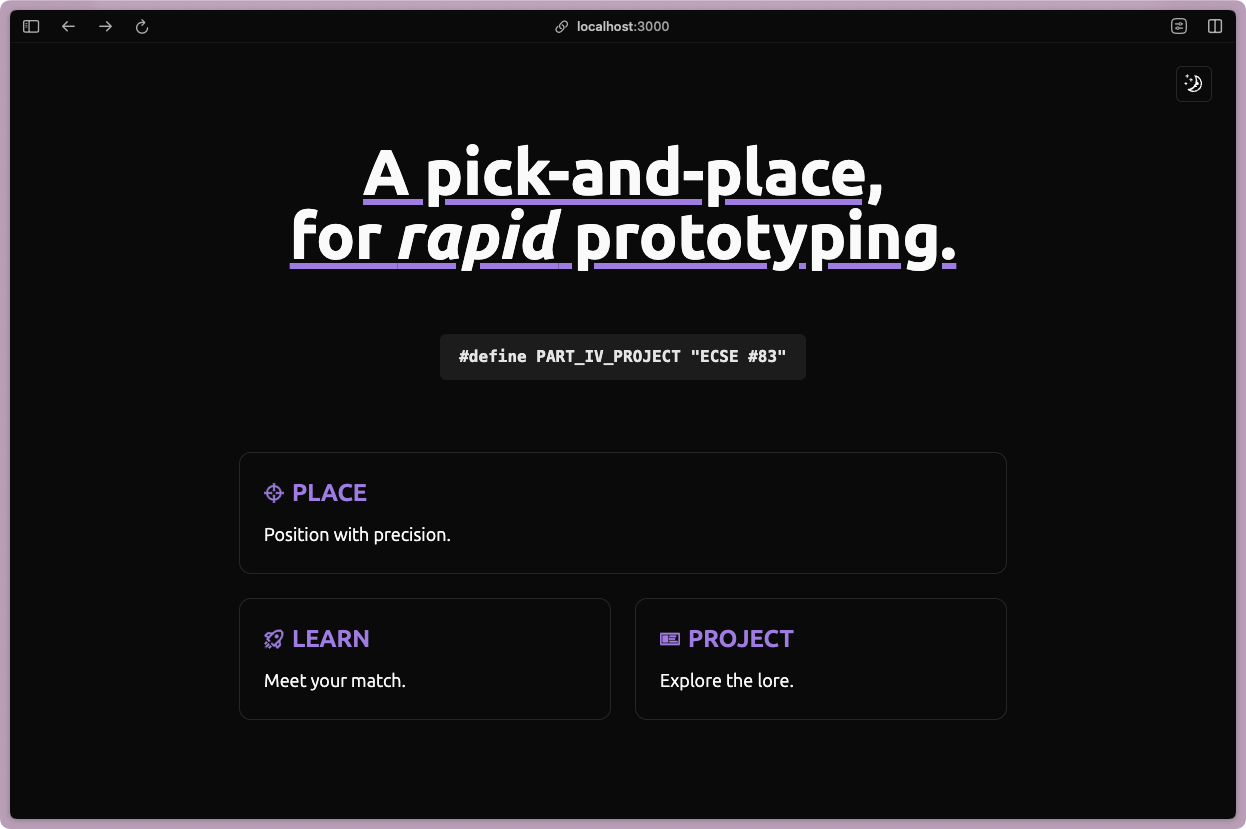 localhost:3000
A pick-and-place,
for rapid prototyping.
#define PART_IV_PROJECT "ECSE #83"
PLACE
Position with precision.
LEARN
Meet your match.
PROJECT
Explore the lore.